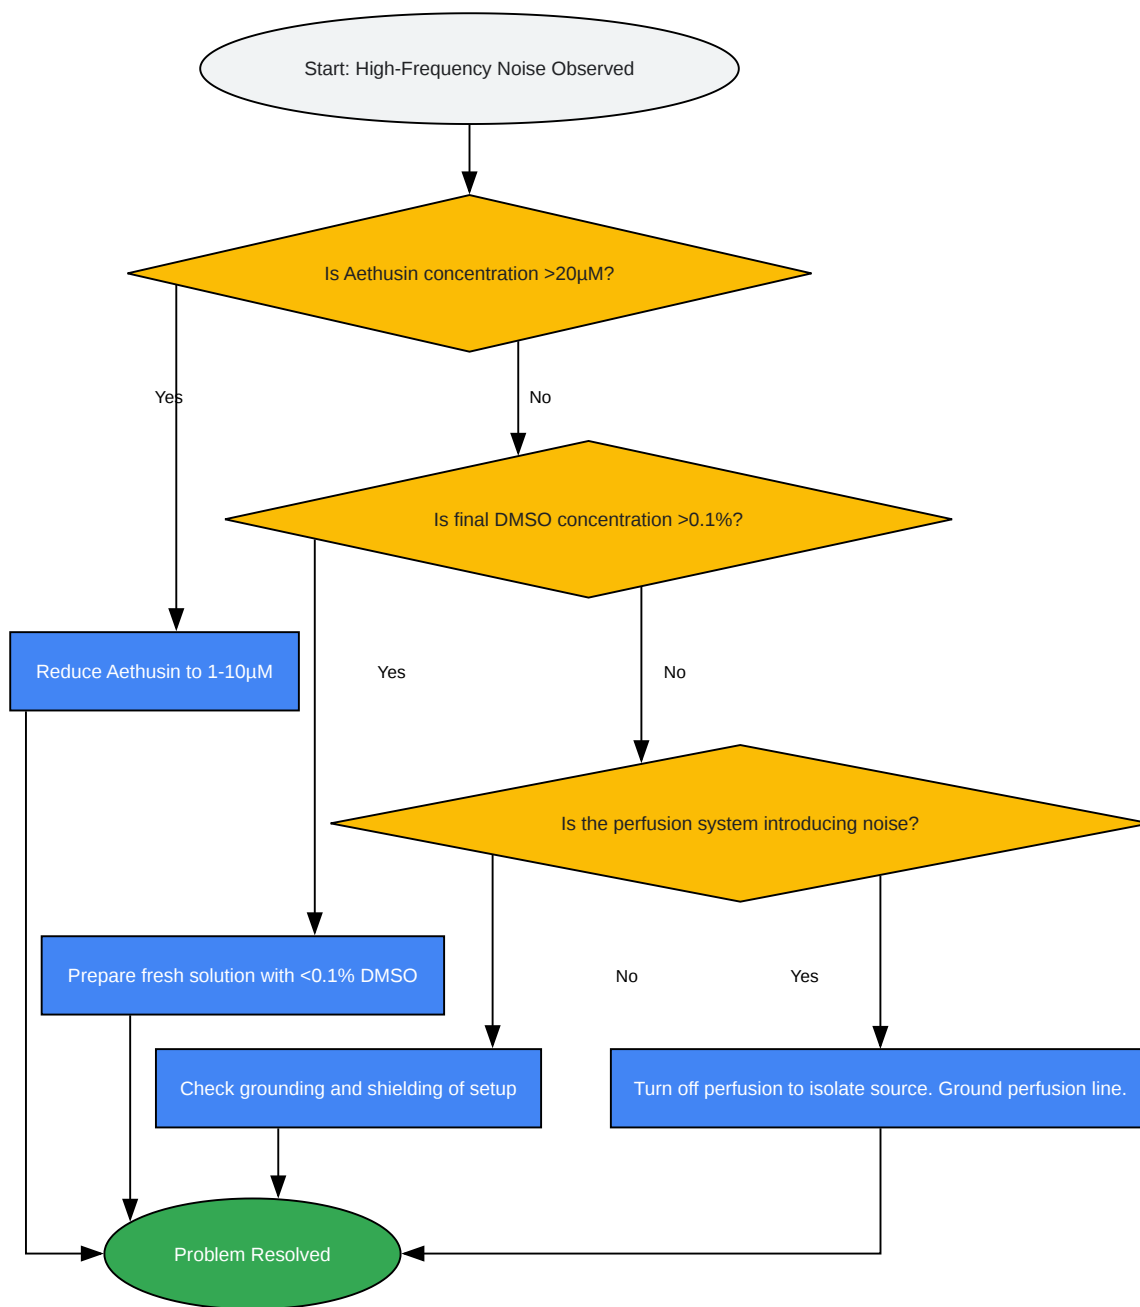 Start: High-Frequency Noise Observed
Is Aethusin concentration >20µM?
Yes
No
Is final DMSO concentration >0.1%?
Reduce Aethusin to 1-10µM
Yes
No
Is the perfusion system introducing noise?
Prepare fresh solution with <0.1% DMSO
No
Yes
Check grounding and shielding of setup
Turn off perfusion to isolate source. Ground perfusion line.
Problem Resolved